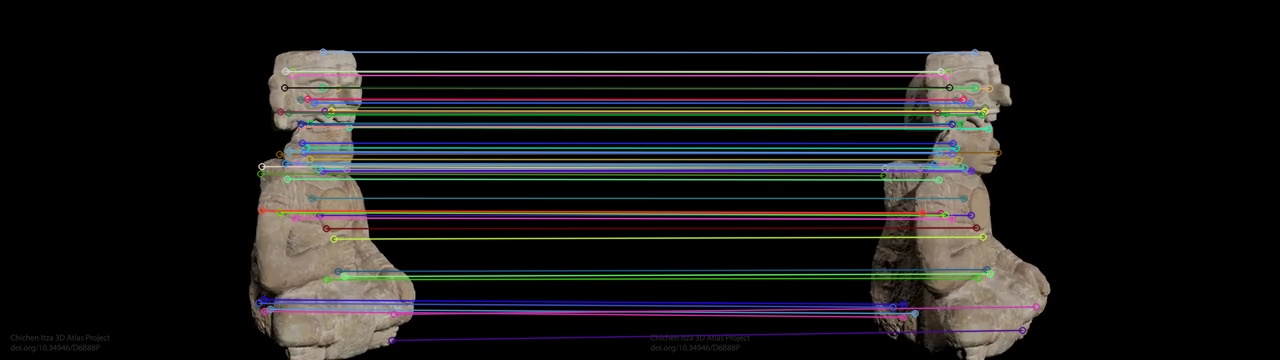 Chichen Itza 3D Atlas Project
doi.org/10.34946/D6B88P
Chichen Itza 3D Atlas Project
doi.org/10.34946/D6B88P